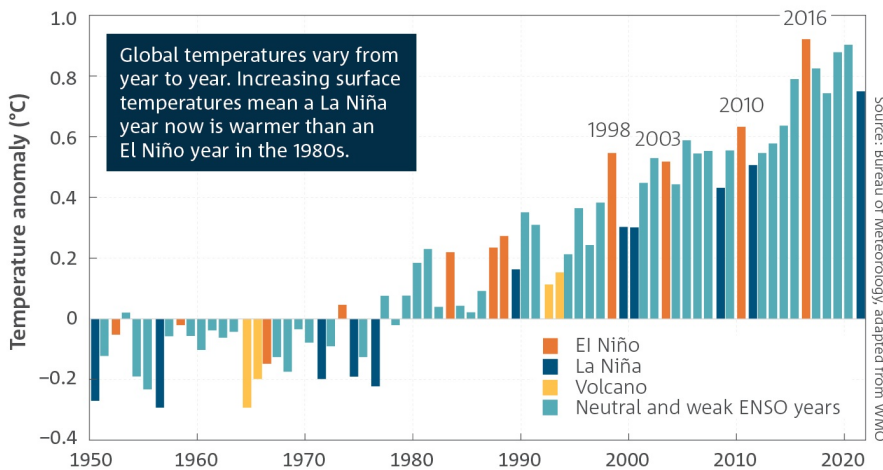 1.0
0.8
0.6
0.4
0.2
0
−0.2
−0.4
Temperature anomaly (°C)
Global temperatures vary from
year to year. Increasing surface
temperatures mean a La Niña
year now is warmer than an
El Niño year in the 1980s.
1998
2003
2010
2016
El Niño
La Niña
Volcano
Neutral and weak ENSO years
1950
1960
1970
1980
1990
2000
2010
2020
Source: Bureau of Meteorology, adapted from WMO